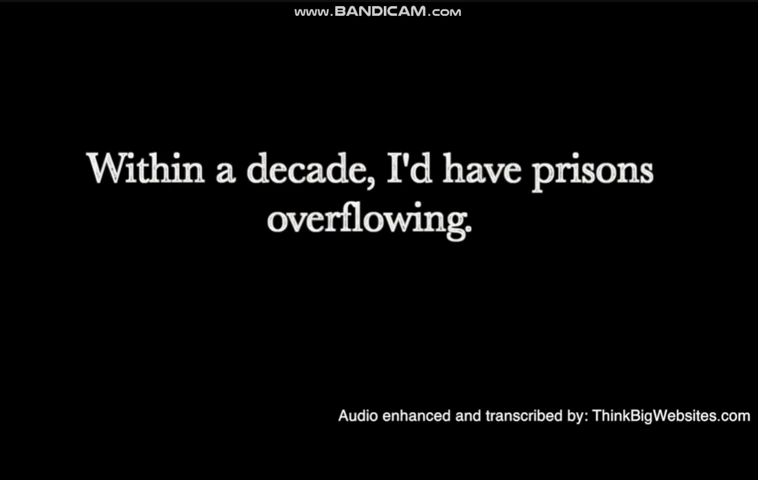 www.BANDICAM.com
Within a decade, I'd have prisons
overflowing.
Audio enhanced and transcribed by: ThinkBigWebsites.com